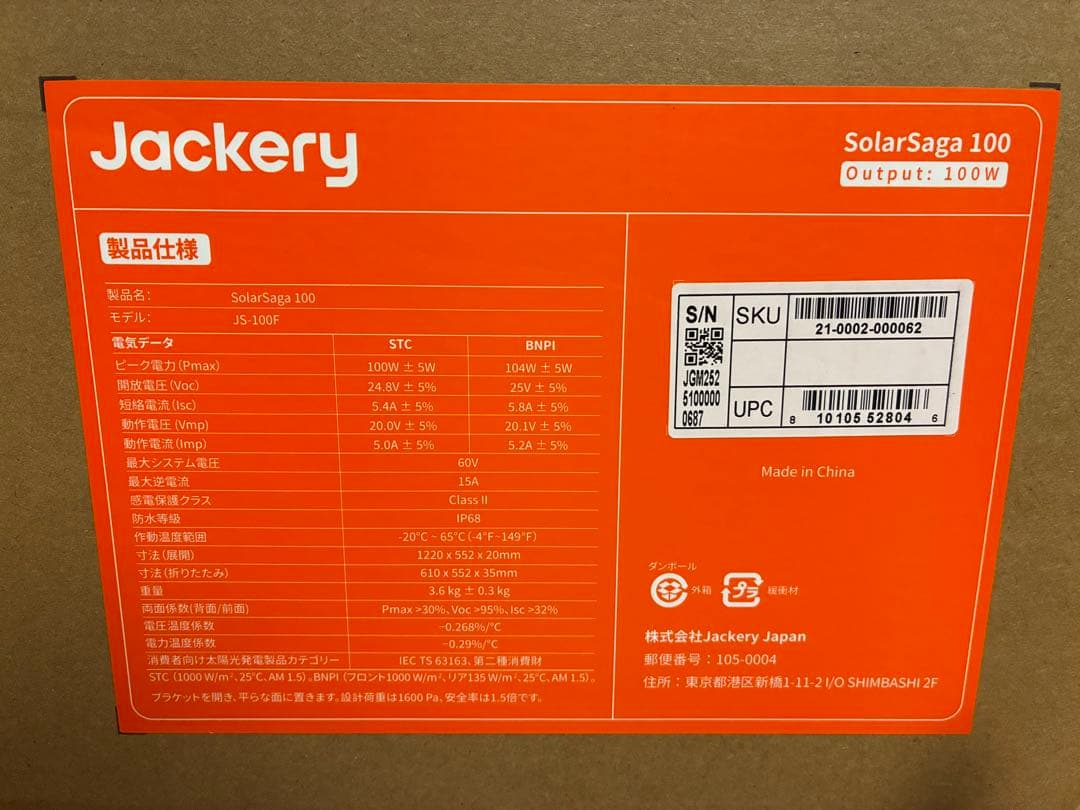 Jackery
SolarSaga 100
Output: 100W
製品仕様
製品名: SolarSaga 100
モデル: JS-100F
電気データ STC BNPI
ピーク電力(Pmax) 100W ± 5W 104W ± 5W
開放電圧(Voc) 24.8V ± 5% 25V ± 5%
短絡電流(Isc) 5.4A ± 5% 5.8A ± 5%
動作電圧 (Vmp) 20.0V ± 5% 20.1V ± 5%
動作電流(Imp) 5.0A ± 5% 5.2A ± 5%
最大システム電圧 60V
最大逆電流 15A
感電保護クラス Class II
防水等級 IP68
作動温度範囲 -20°C ~ 65°C(-4°F~149°F)
寸法(展開) 1220 x 552 x 20mm
寸法(折りたたみ) 610 x 552 x 35mm
重量 3.6 kg ± 0.3 kg
両面係数(背面/前面) Pmax >30%, Voc >95%, Isc >32%
電圧温度係数 -0.268%/°C
電力温度係数 -0.29%/°C
消費者向け太陽光発電製品カテゴリー IEC TS 63163、第二種消費財
STC (1000 W/m², 25°C, AM 1.5)。BNPI (フロント1000 W/m²、リア135 W/m²、25°C、AM 1.5)。
ブラケットを開き、平らな面に置きます。設計荷重は1600 Pa、安全率は1.5倍です。
S/N
JGM252
5100000
0687
SKU
21-0002-000062
UPC
8 10105 52804 6
Made in China
ダンボール
外箱
プラ
緩衝材
株式会社Jackery Japan
郵便番号:105-0004
住所:東京都港区新橋1-11-2 I/O SHIMBASHI 2F